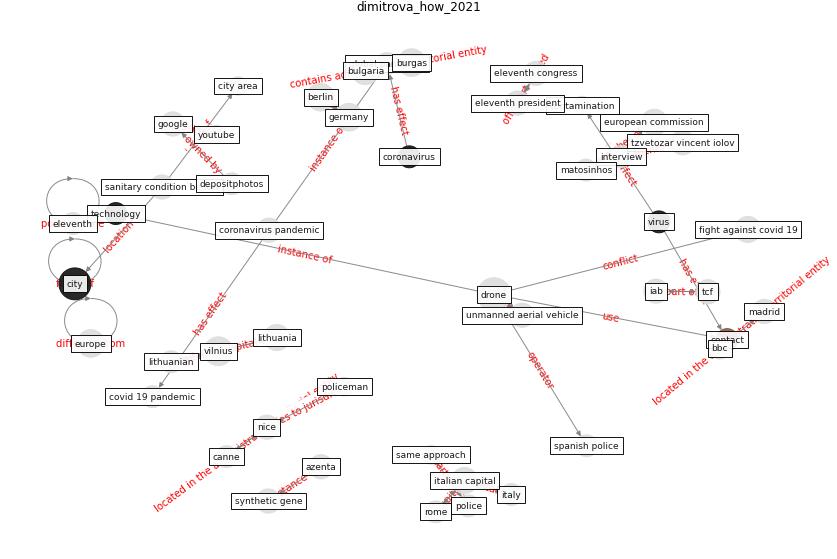 dimitrova_how_2021
city area
google
youtube
owned by
sanitary condition b
depositphotos
technology
eleventh
location
city
europe
contains
bulgaria
burgas
torial entity
berlin
germany
has effect
coronavirus
instance o
coronavirus pandemic
instance of
has effect
lithuanian
vilnius
lithuania
covid 19 pandemic
policeman
nice
canne
located in the
azenta
synthetic gene
eleventh congress
eleventh president
tamination
european commission
tzvetozar vincent iolov
interview
matosinhos
virus
fight against covid 19
conflict
iab
part of
tcf
drone
unmanned aerial vehicle
use
madrid
contact
bbc
located in the
territorial entity
operator
spanish police
same approach
italian capital
italy
rome
police